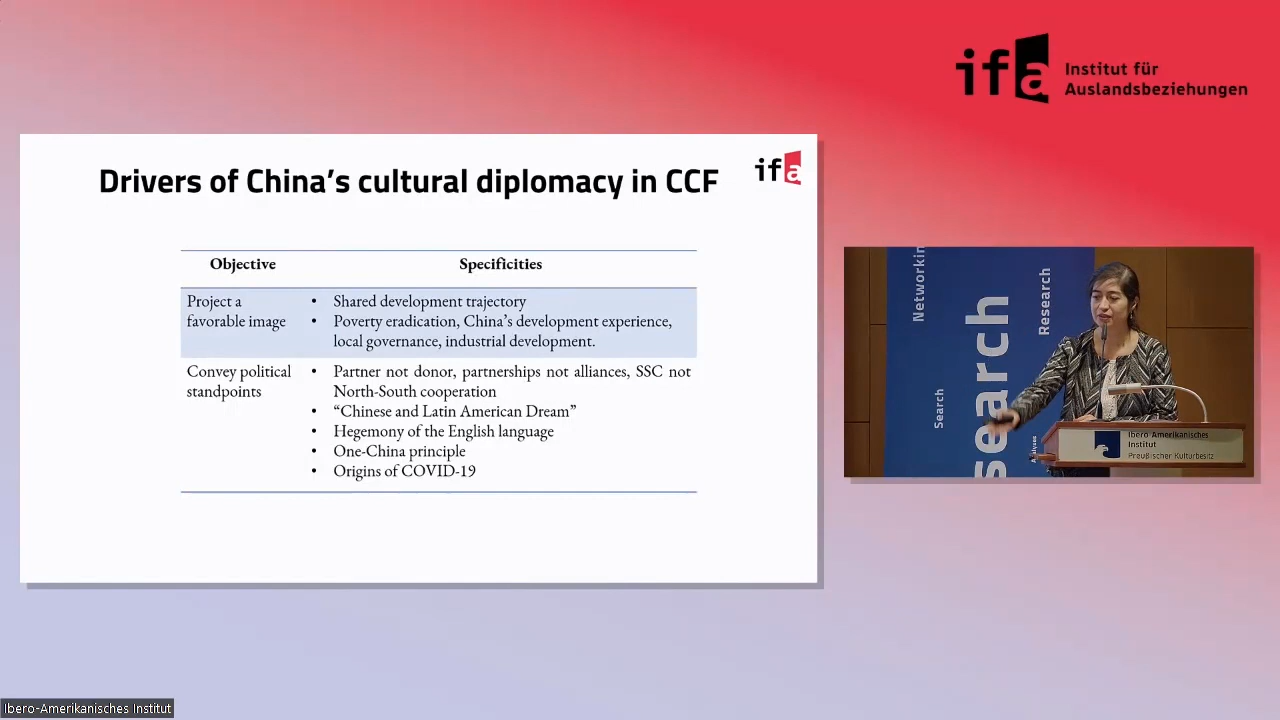 ifa Institut für
Auslandsbeziehungen
Drivers of China's cultural diplomacy in CCF
ifa
Objective Specificities
Project a favorable image
• Shared development trajectory
• Poverty eradication, China's development experience,
local governance, industrial development.
Convey political standpoints
• Partner not donor, partnerships not alliances, SSC not
North-South cooperation
• "Chinese and Latin American Dream"
• Hegemony of the English language
• One-China principle
• Origins of COVID-19
Networkin
Research
search
Search
Analyses
Ibero-Amerikanisches
Institut
Preußischer Kulturbesitz
Ibero-Amerikanisches Institut